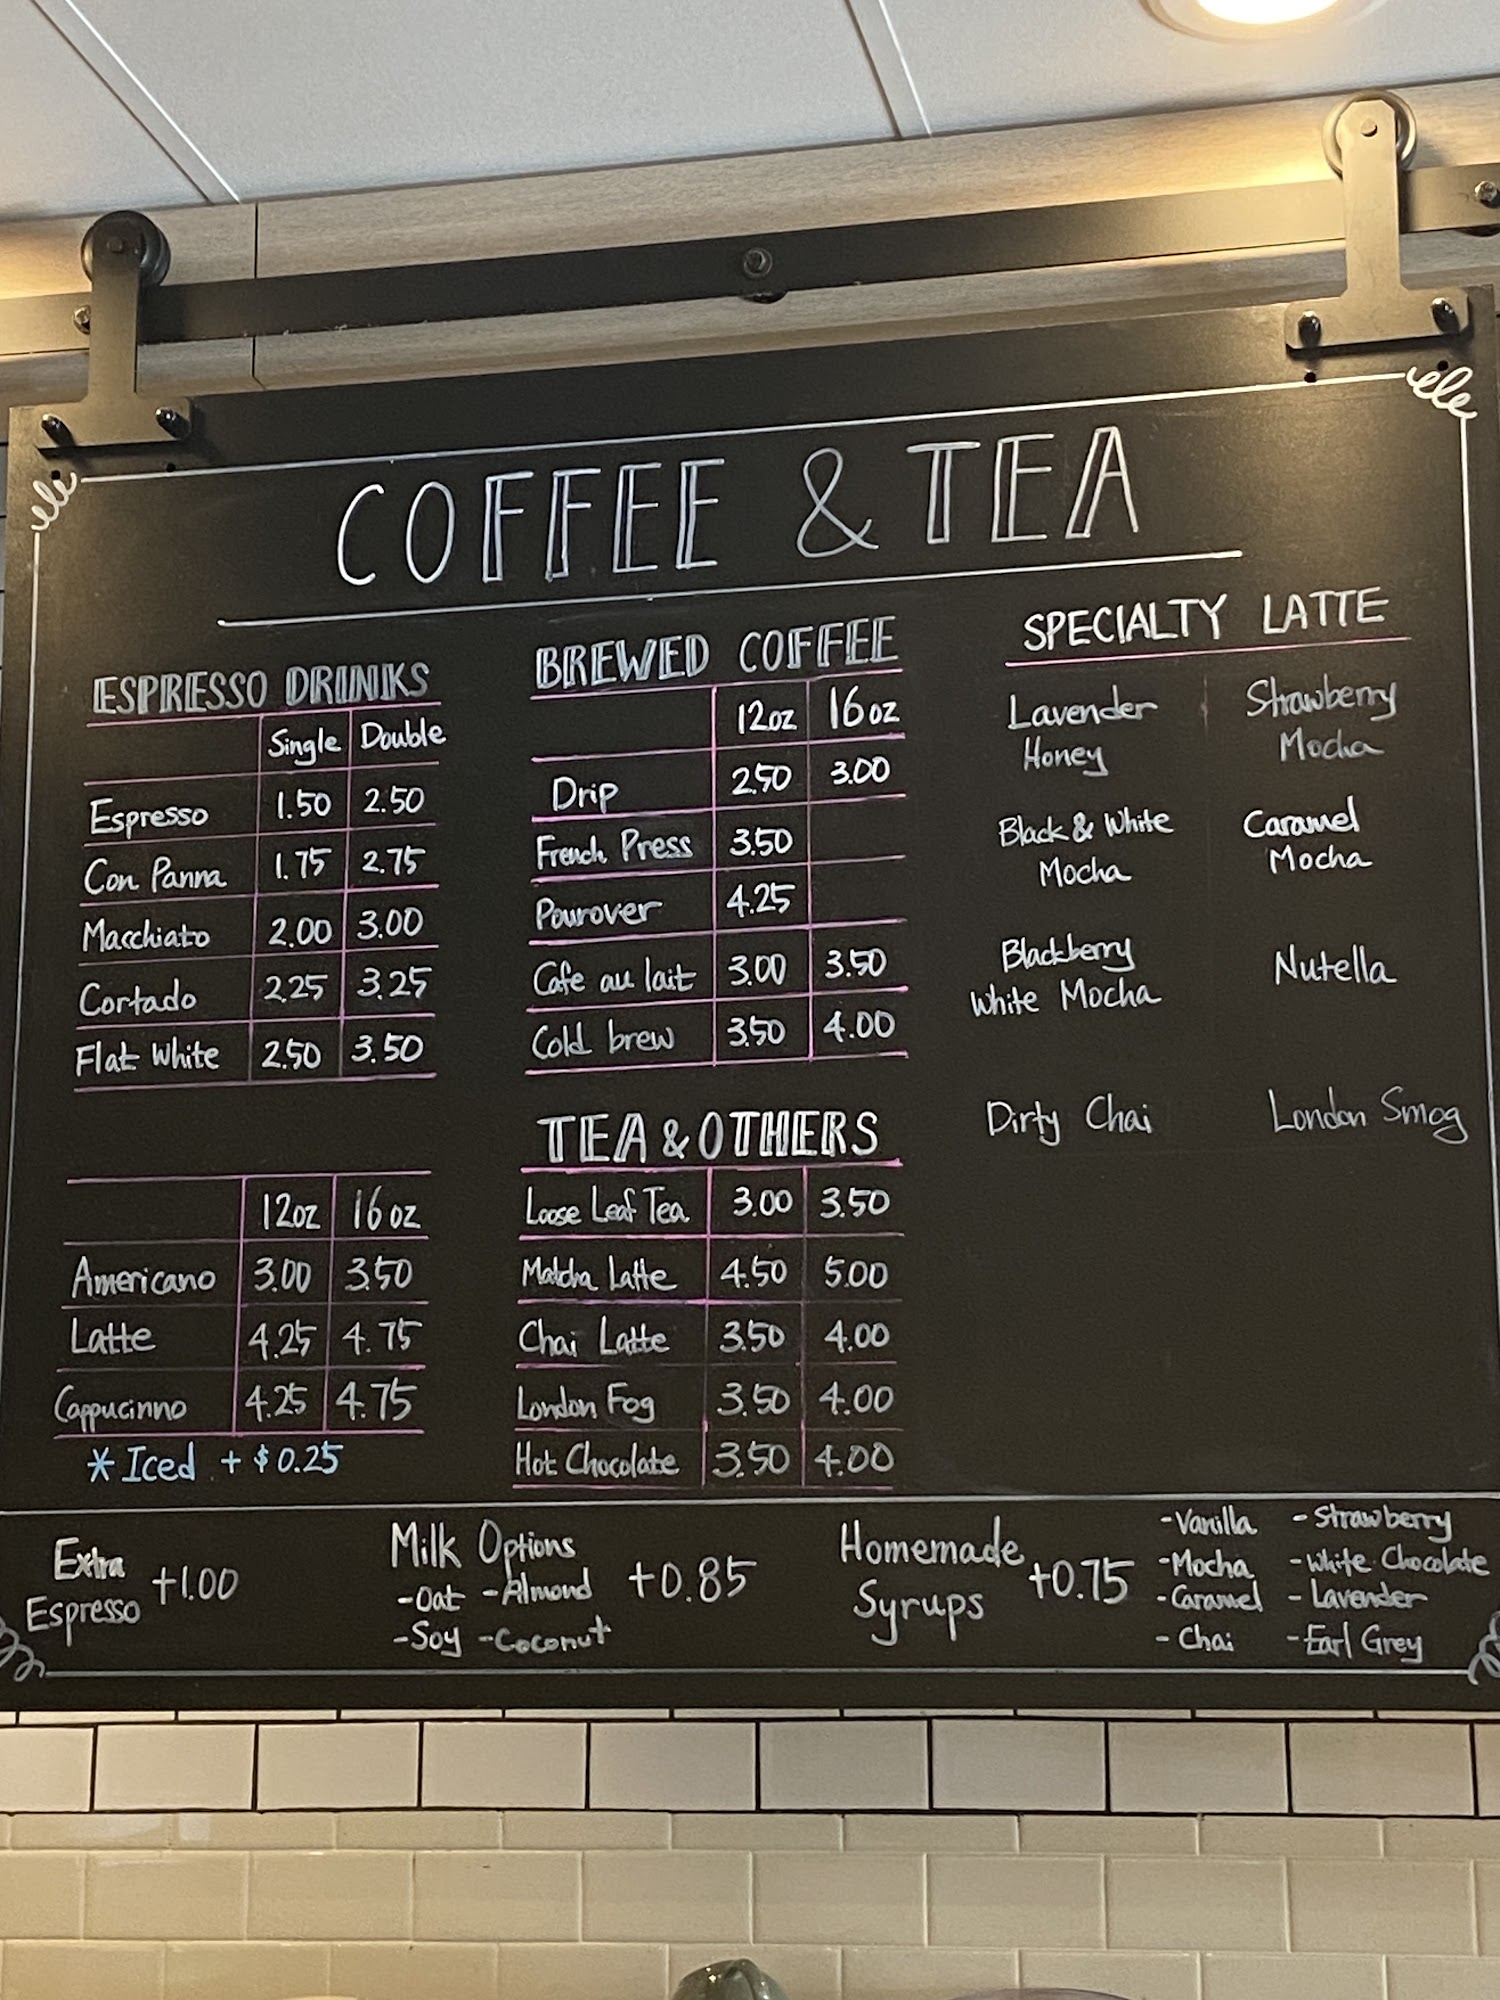 COFFEE & TEA
ESPRESSO DRINKS
Single Double
Espresso 1.50 2.50
Con Panna 1.75 2.75
Macchiato 2.00 3.00
Cortado 2.25 3.25
Flat White 2.50 3.50
12oz 16oz
Americano 3.00 3.50
Latte 4.25 4.75
Cappucinno 4.25 4.75
* Iced + $0.25
BREWED COFFEE
12oz 16oz
Drip 2.50 3.00
French Press 3.50
Pourover 4.25
Cafe au lait 3.00 3.50
Cold brew 3.50 4.00
TEA & OTHERS
Loose Leaf Tea 3.00 3.50
Matcha Latte 4.50 5.00
Chai Latte 3.50 4.00
London Fog 3.50 4.00
Hot Chocolate 3.50 4.00
SPECIALTY LATTE
Lavender
Honey
Strawberry
Mocha
Black & White
Mocha
Caramel
Mocha
Blackberry
White Mocha
Nutella
Dirty Chai
London Smog
Extra
Espresso +1.00
Milk Options
-Oat -Almond
-Soy -Coconut
+0.85
Homemade
Syrups
+0.75
-Vanilla -Strawberry
-Mocha -White Chocolate
-Caramel -Lavender
-Chai -Earl Grey